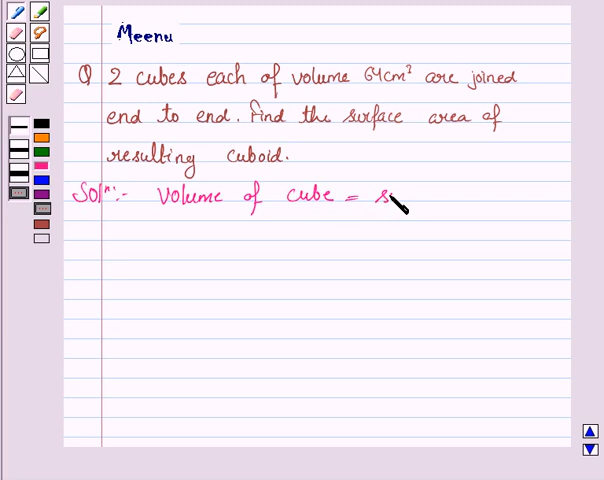 Meenu
Q 2 cubes each of volume 64cm³ are joined
end to end. Find the surface area of
resulting cuboid.
Solⁿ:- Volume of cube = s